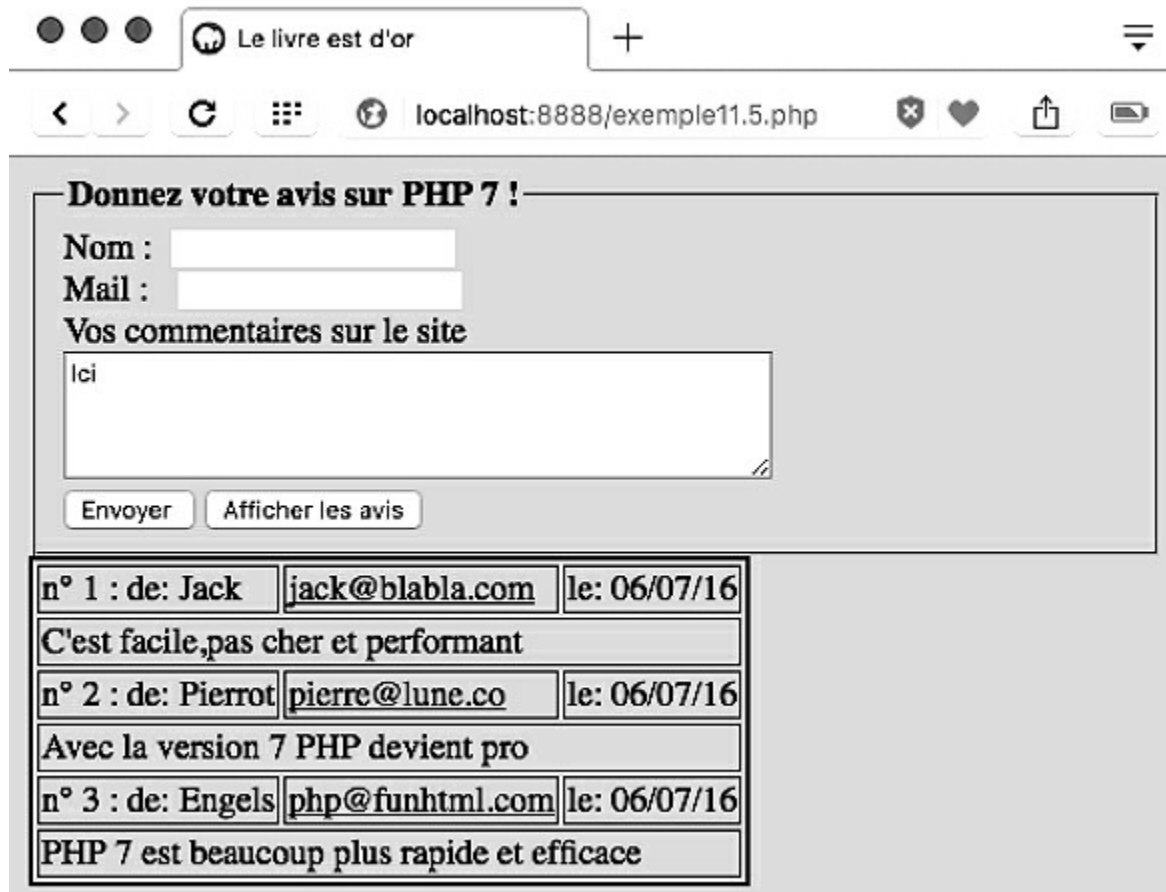 Le livre est d'or
localhost:8888/exemple11.5.php
Donnez votre avis sur PHP 7 !
Nom :
Mail :
Vos commentaires sur le site
Ici
Envoyer Afficher les avis
n° 1 : de: Jack jack@blabla.com le: 06/07/16
C'est facile,pas cher et performant
n° 2 : de: Pierrot pierre@lune.co le: 06/07/16
Avec la version 7 PHP devient pro
n° 3 : de: Engels php@funhtml.com le: 06/07/16
PHP 7 est beaucoup plus rapide et efficace